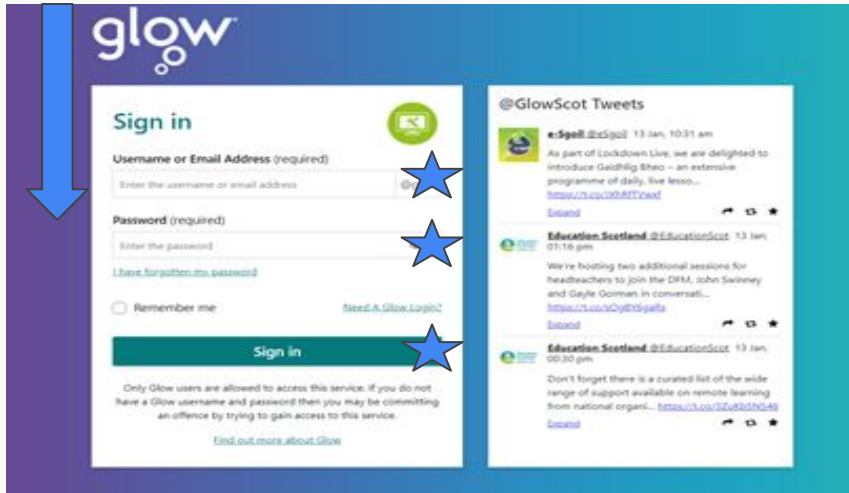 glow
Sign in
Username or Email Address (required)
Enter the username or email address
Password (required)
Enter the password
I have forgotten my password
Remember me
Need A Glow Login?
Sign in
Only Glow users are allowed to access this service. If you do not
have a Glow username and password then you may be committing
an offence by trying to gain access to this service.
Find out more about Glow
@GlowScot Tweets
e-Sgoil @eSgoil 13 Jan, 10:31 am
As part of Lockdown Live, we are delighted to
introduce Gaidhlig Bheo – an extensive
programme of daily, live lesso...
Expand
Education Scotland @EducationScot 13 Jan,
01:16 pm
We're hosting two additional sessions for
headteachers to join the DFM, John Swinney
and Gayle Gorman in conversati...
Expand
Education Scotland @EducationScot 13 Jan,
00:30 pm
Don't forget there is a curated list of the wide
range of support available on remote learning
from national organi...
Expand